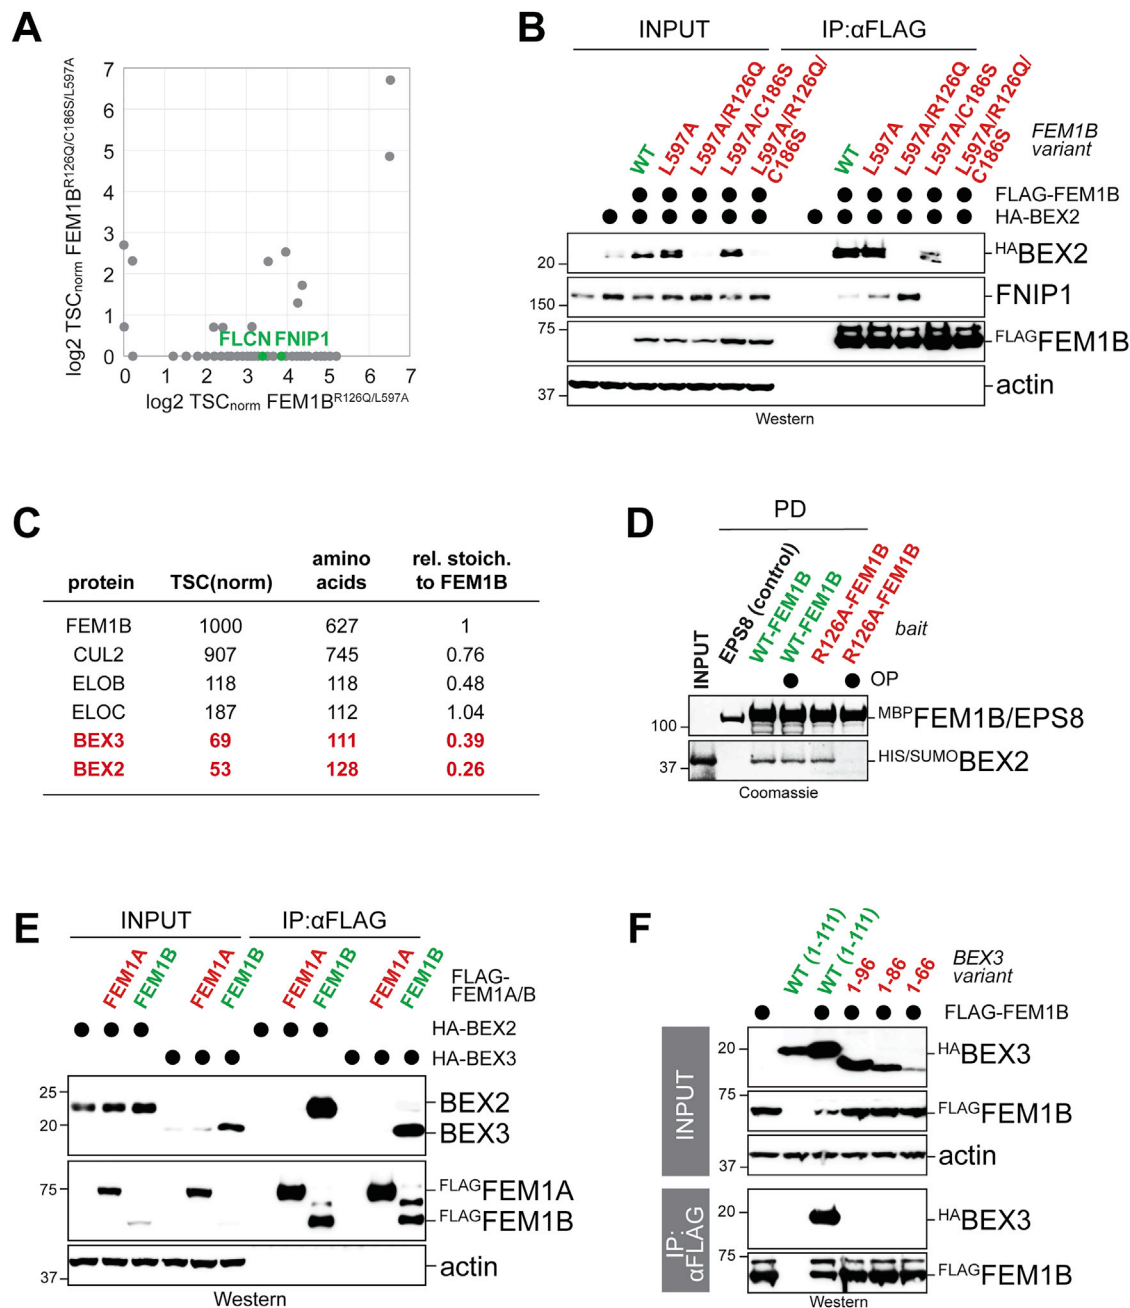 A
log2 TSCnorm FEM1BR126Q/C186S/L597A
7
6
5
4
3
2
1
0
FLCN FNIP1
0 1 2 3 4 5 6 7
log2 TSCnorm FEM1BR126Q/L597A
B
INPUT IP:αFLAG
WT
L597A
L597A/R126Q
L597A/C186S
L597A/R126Q/
C186S
WT
L597A
L597A/R126Q
L597A/C186S
L597A/R126Q/
C186S
FEM1B
variant
FLAG-FEM1B
HA-BEX2
20
HABEX2
150
FNIP1
75
FLAGFEM1B
37
actin
Western
C
protein TSC(norm) amino acids rel. stoich. to FEM1B
FEM1B 1000 627 1
CUL2 907 745 0.76
ELOB 118 118 0.48
ELOC 187 112 1.04
BEX3 69 111 0.39
BEX2 53 128 0.26
D
PD
INPUT
EPS8 (control)
WT-FEM1B
WT-FEM1B
R126A-FEM1B
R126A-FEM1B
bait
OP
100
MBPFEM1B/EPS8
37
HIS/SUMOBEX2
Coomassie
E
INPUT IP:αFLAG
FEM1A
FEM1B
FEM1A
FEM1B
FEM1A
FEM1B
FEM1A
FEM1B
FLAG-
FEM1A/B
HA-BEX2
HA-BEX3
25
20
BEX2
BEX3
75
FLAGFEM1A
FLAGFEM1B
37
actin
Western
F
WT (1-111)
WT (1-111)
1-96
1-86
1-66
BEX3
variant
FLAG-FEM1B
INPUT
20
HABEX3
75
FLAGFEM1B
37
actin
IP:
αFLAG
20
HABEX3
75
FLAGFEM1B
Western